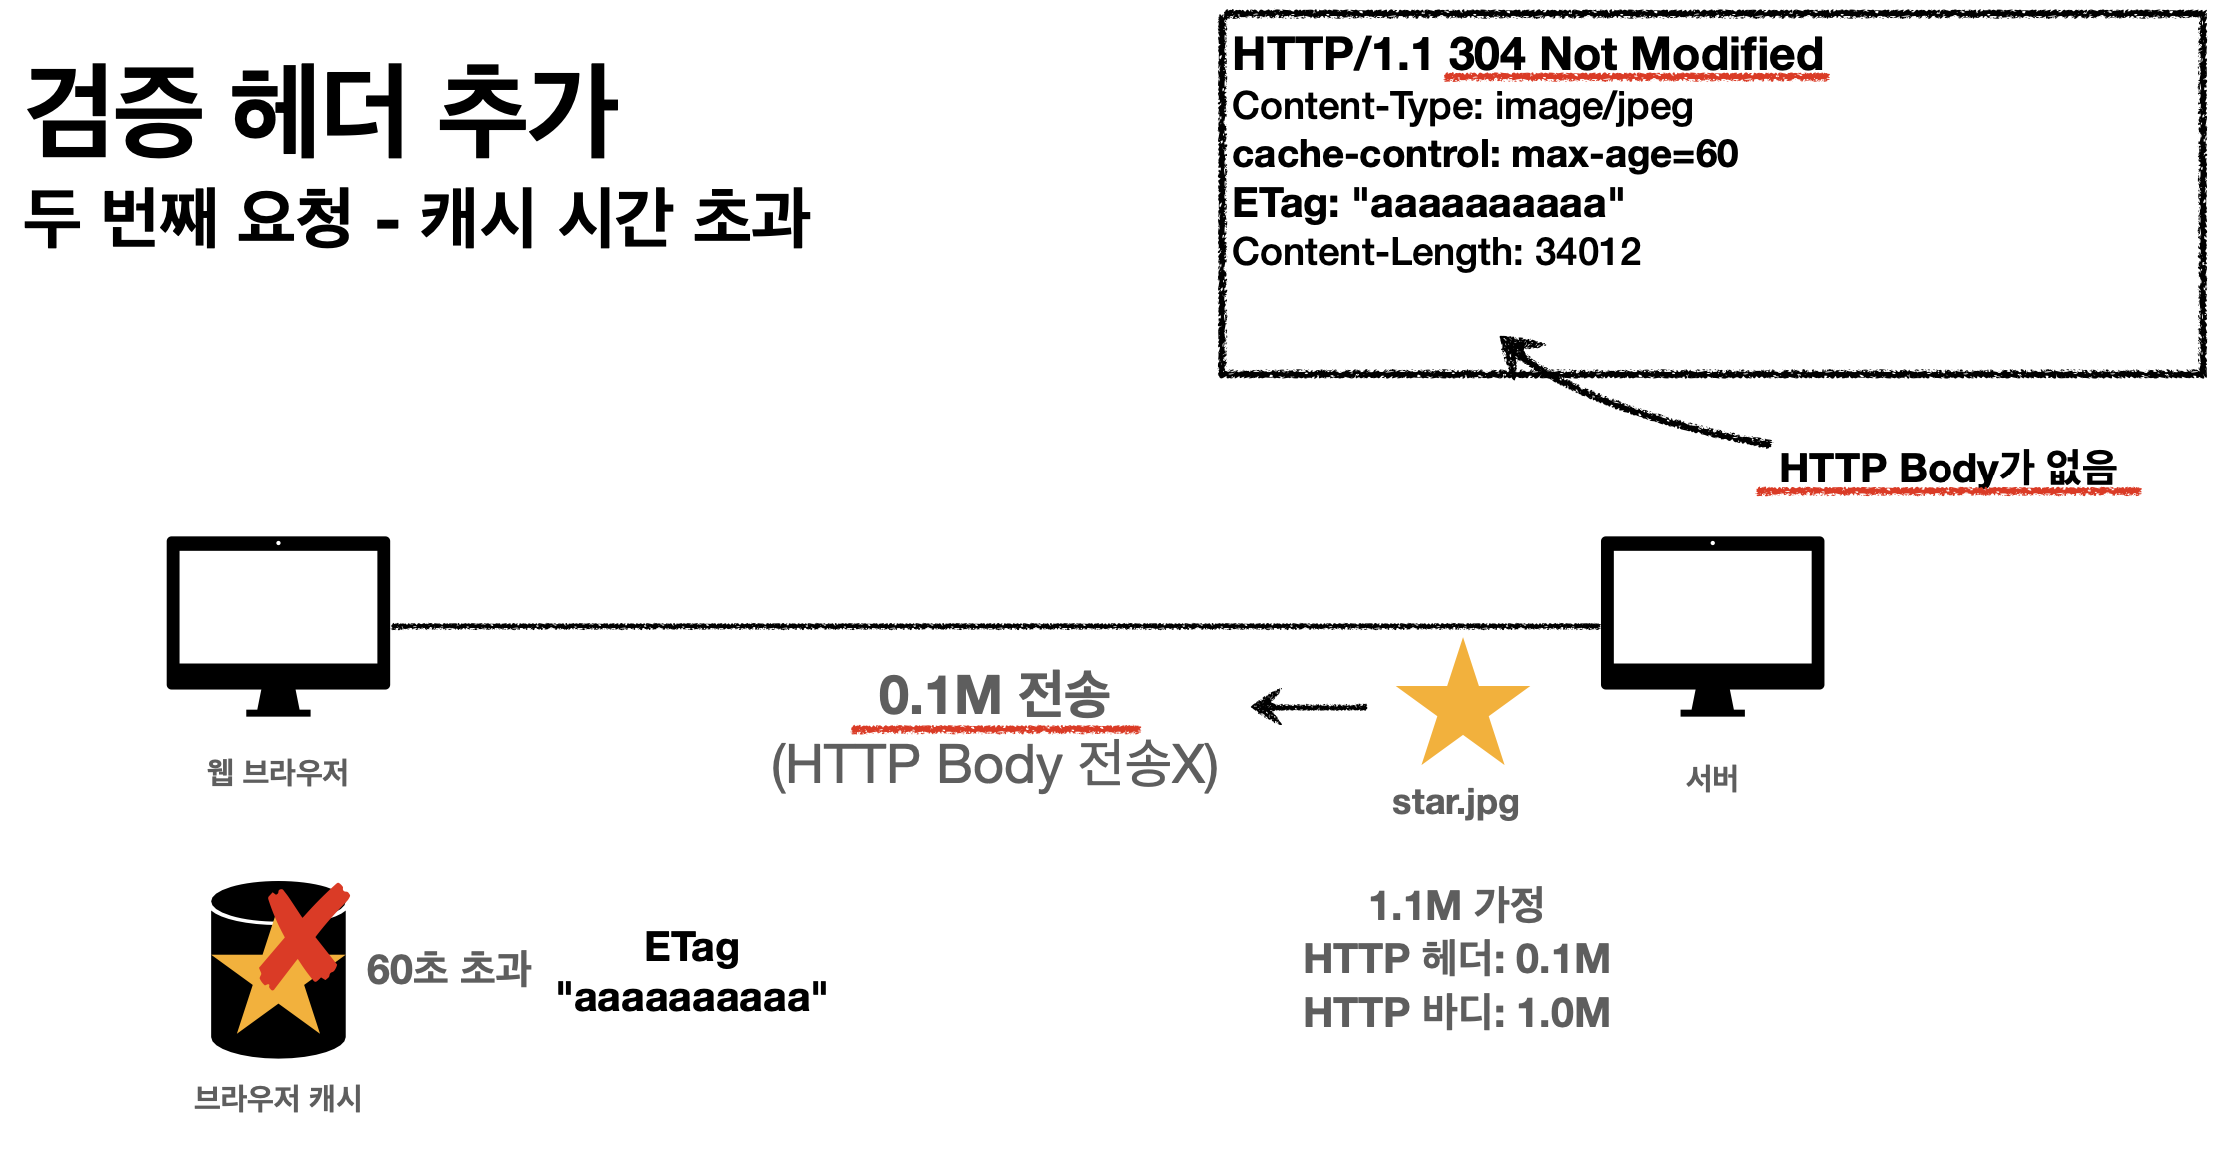 검증 헤더 추가
두 번째 요청 - 캐시 시간 초과
HTTP/1.1 304 Not Modified
Content-Type: image/jpeg
cache-control: max-age=60
ETag: "aaaaaaaaaa"
Content-Length: 34012
HTTP Body가 없음
0.1M 전송
(HTTP Body 전송X)
웹 브라우저
star.jpg
서버
1.1M 가정
HTTP 헤더: 0.1M
HTTP 바디: 1.0M
60초 초과
ETag
"aaaaaaaaaa"
브라우저 캐시